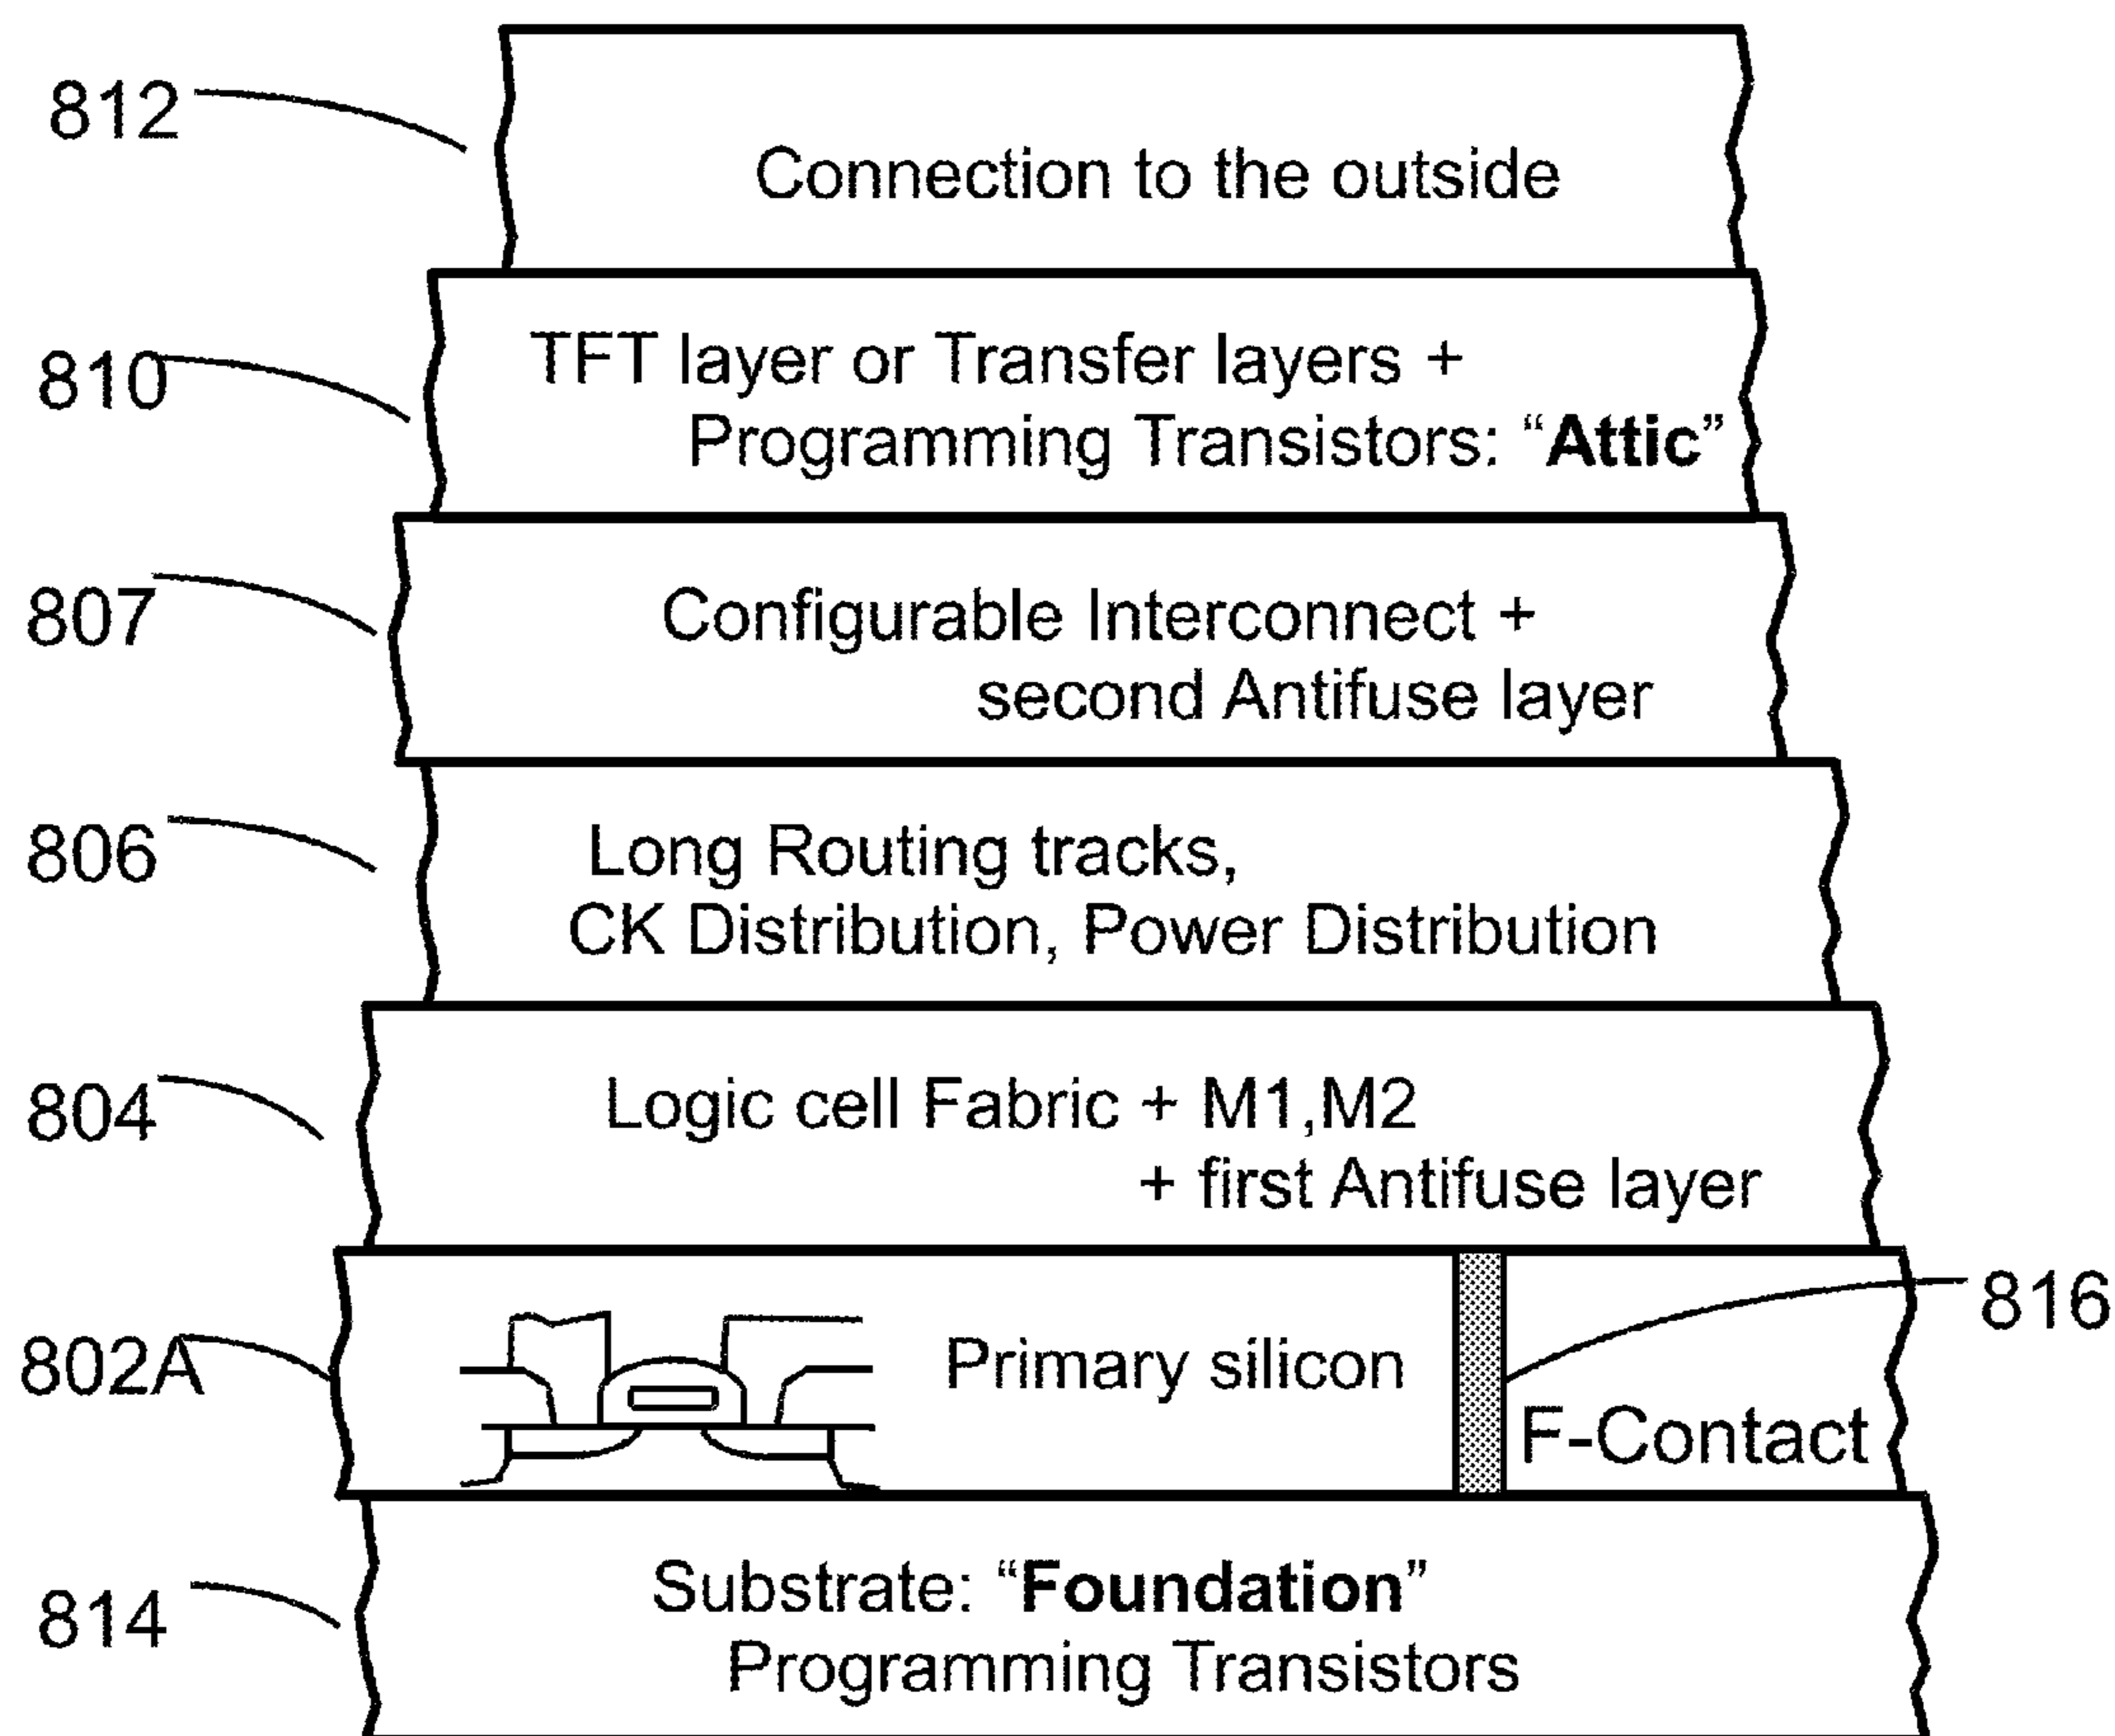 812
Connection to the outside
810
TFT layer or Transfer layers +
Programming Transistors: “Attic”
807
Configurable Interconnect +
second Antifuse layer
806
Long Routing tracks,
CK Distribution, Power Distribution
804
Logic cell Fabric + M1,M2
+ first Antifuse layer
802A
Primary silicon
816
F-Contact
814
Substrate: “Foundation”
Programming Transistors